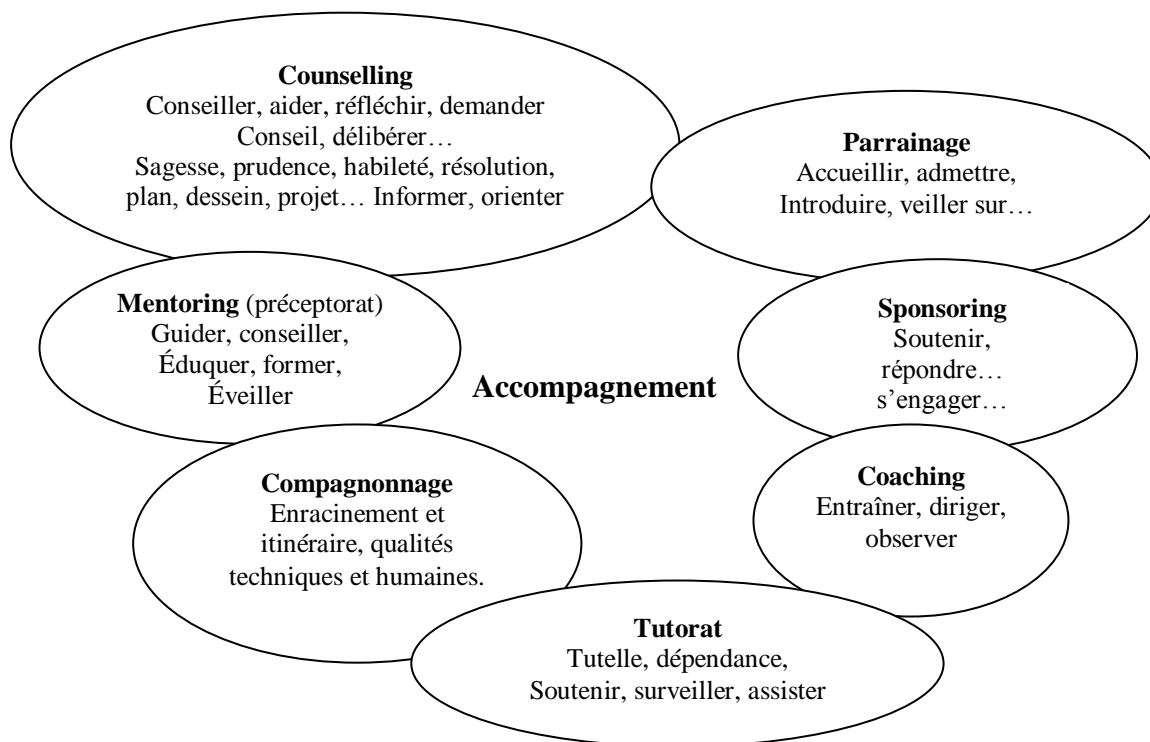 Counselling
Conseiller, aider, réfléchir, demander
Conseil, délibérer…
Sagesse, prudence, habileté, résolution,
plan, dessein, projet… Informer, orienter
Parrainage
Accueillir, admettre,
Introduire, veiller sur…
Mentoring (préceptorat)
Guider, conseiller,
Éduquer, former,
Éveiller
Sponsoring
Soutenir,
répondre…
s’engager…
Accompagnement
Compagnonnage
Enracinement et
itinéraire, qualités
techniques et humaines.
Coaching
Entraîner, diriger,
observer
Tutorat
Tutelle, dépendance,
Soutenir, surveiller, assister